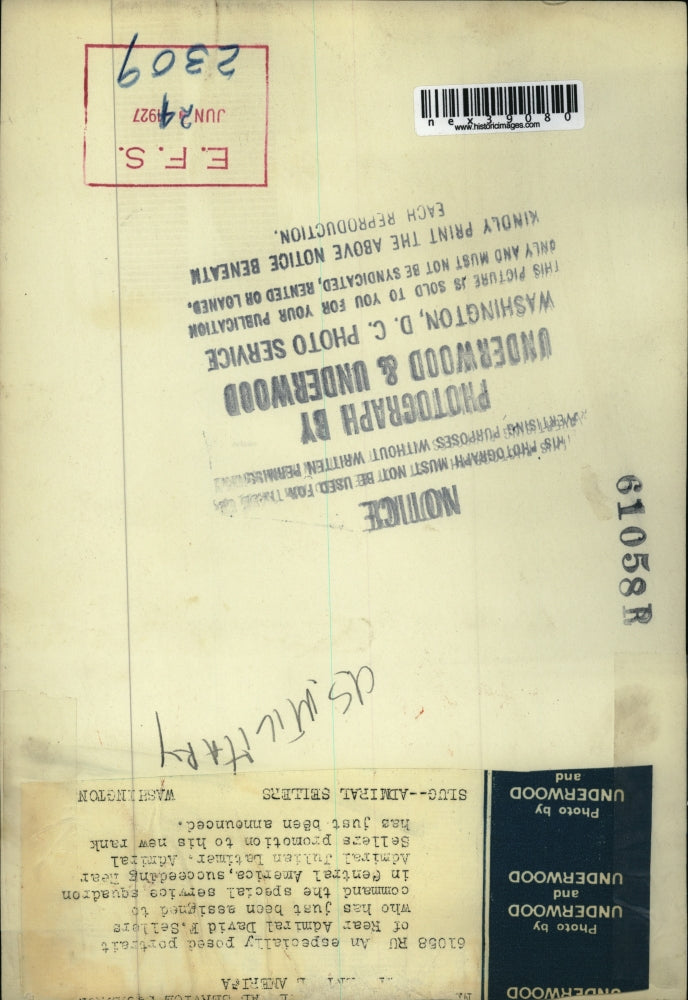 AMERICA
61058 RU An especially posed portrait
of Rear Admiral David F.Sellers
who has just been assigned to
command the special service squadron
in Central America,succeeding Rear
Admiral Julian Latimer. Admiral
Sellers promotion to his new rank
has just been announced.
SLUG--ADMIRAL SELLERS WASHINGTON
UNDERWOOD
Photo by
UNDERWOOD
and
UNDERWOOD
Photo by
UNDERWOOD
and
US MILITARY
61058R
NOTICE
THIS PHOTOGRAPH MUST NOT BE USED FOR
ADVERTISING PURPOSES WITHOUT WRITTEN PERMISSION
PHOTOGRAPH BY
UNDERWOOD & UNDERWOOD
WASHINGTON, D. C. PHOTO SERVICE
THIS PICTURE IS SOLD TO YOU FOR YOUR PUBLICATION
ONLY AND MUST NOT BE SYNDICATED, RENTED OR LOANED.
KINDLY PRINT THE ABOVE NOTICE BENEATH
EACH REPRODUCTION.
E.F.S.
JUN 24 1927
2309
nex39080
www.historicimages.com